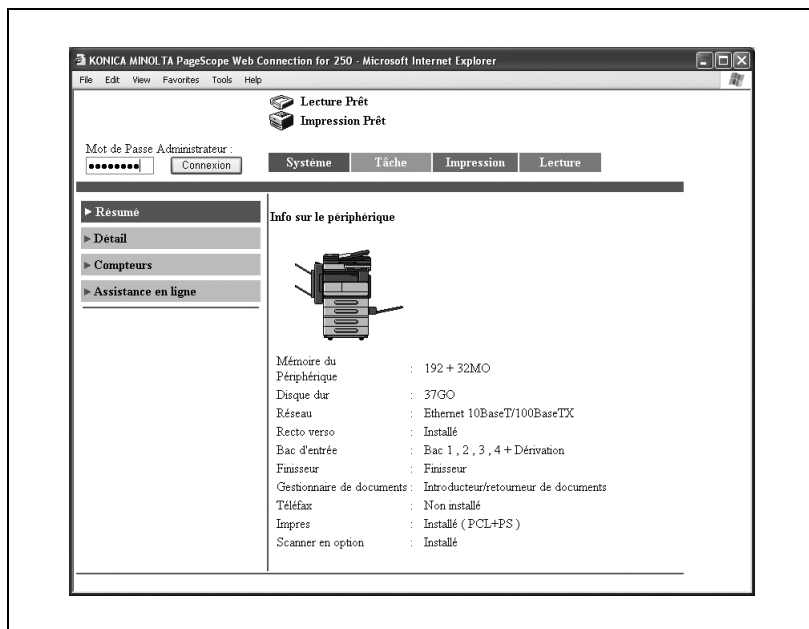 KONICA MINOLTA PageScope Web Connection for 250 - Microsoft Internet Explorer
File Edit View Favorites Tools Help
Lecture Prêt
Impression Prêt
Mot de Passe Administrateur :
Connexion
Système Tâche Impression Lecture
Résumé
Détail
Compteurs
Assistance en ligne
Info sur le périphérique
Mémoire du Périphérique : 192 + 32MO
Disque dur : 37GO
Réseau : Ethernet 10BaseT/100BaseTX
Recto verso : Installé
Bac d'entrée : Bac 1 , 2 , 3 , 4 + Dérivation
Finisseur : Finisseur
Gestionnaire de documents : Introducteur/retourneur de documents
Téléfax : Non installé
Impres : Installé ( PCL+PS )
Scanner en option : Installé